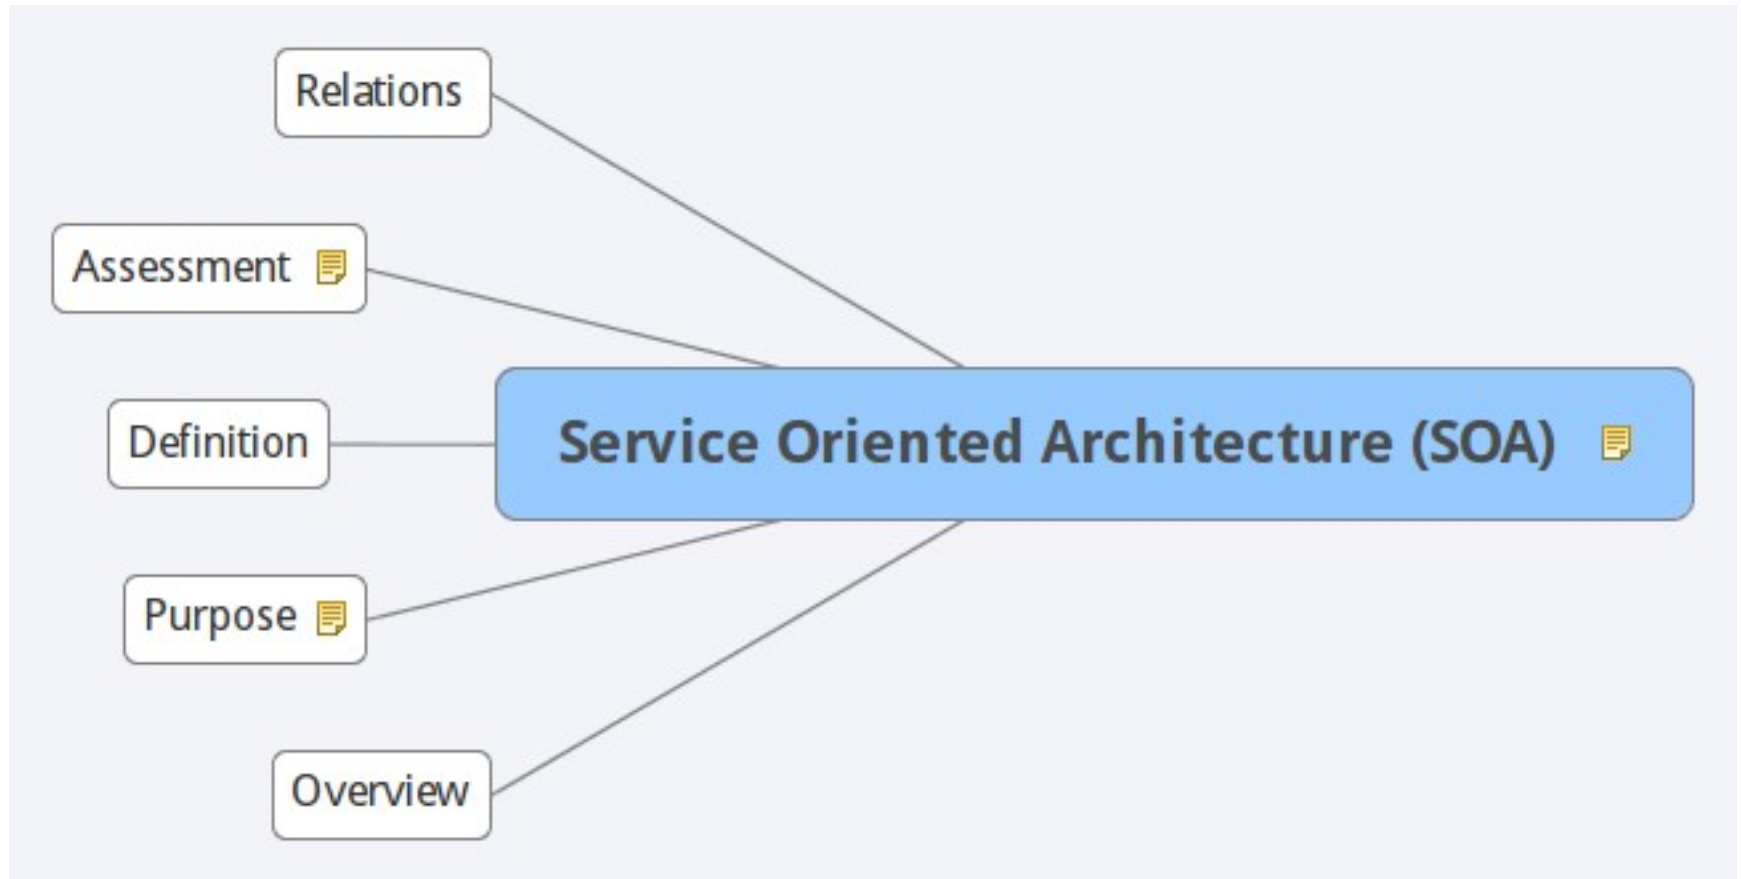 Relations
Assessment
Definition
Service Oriented Architecture (SOA)
Purpose
Overview